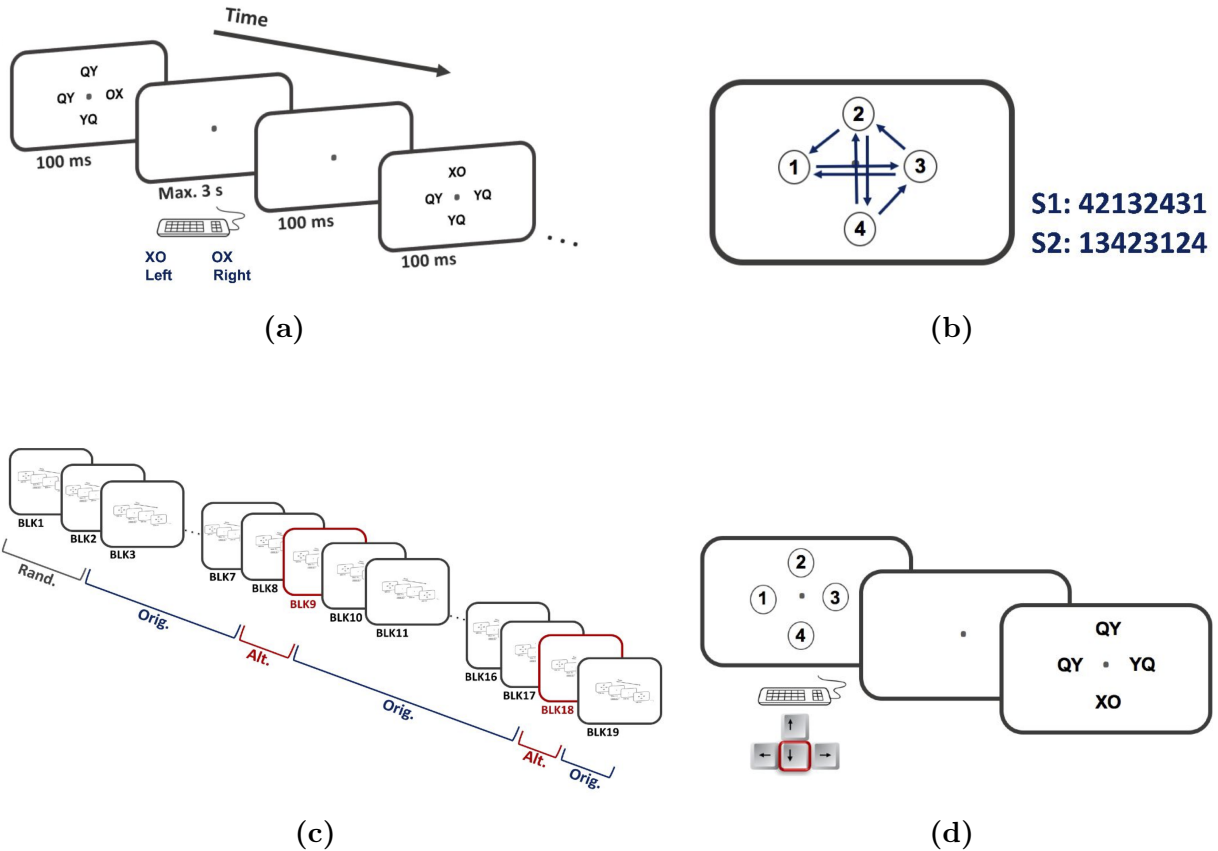 Time
QY
QY OX
YQ
100 ms
Max. 3 s
100 ms
XO
QY YQ
YQ
100 ms
XO OX
Left Right
(a)
2
1 3
4
S1: 42132431
S2: 13423124
(b)
BLK1
BLK2
BLK3
BLK7
BLK8
BLK9
BLK10
BLK11
BLK16
BLK17
BLK18
BLK19
Rand.
Orig.
Alt.
Orig.
Alt.
Orig.
(c)
2
1 3
4
QY
QY YQ
XO
(d)